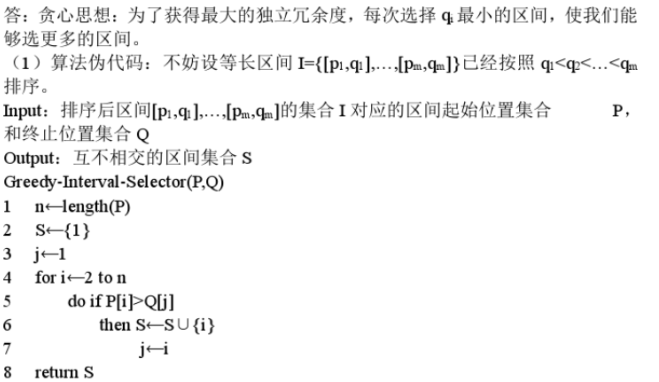 答：贪心思想：为了获得最大的独立冗余度，每次选择 qᵢ最小的区间，使我们能
够选更多的区间。
（1）算法伪代码：不妨设等长区间 I={[p₁,q₁],…,[pₘ,qₘ]}已经按照 q₁<q₂<…<qₘ
排序。
Input：排序后区间[p₁,q₁],…,[pₘ,qₘ]的集合 I 对应的区间起始位置集合 P，
和终止位置集合 Q
Output：互不相交的区间集合 S
Greedy-Interval-Selector(P,Q)
1 n←length(P)
2 S←{1}
3 j←1
4 for i←2 to n
5 do if P[i]>Q[j]
6 then S←S∪{i}
7 j←i
8 return S